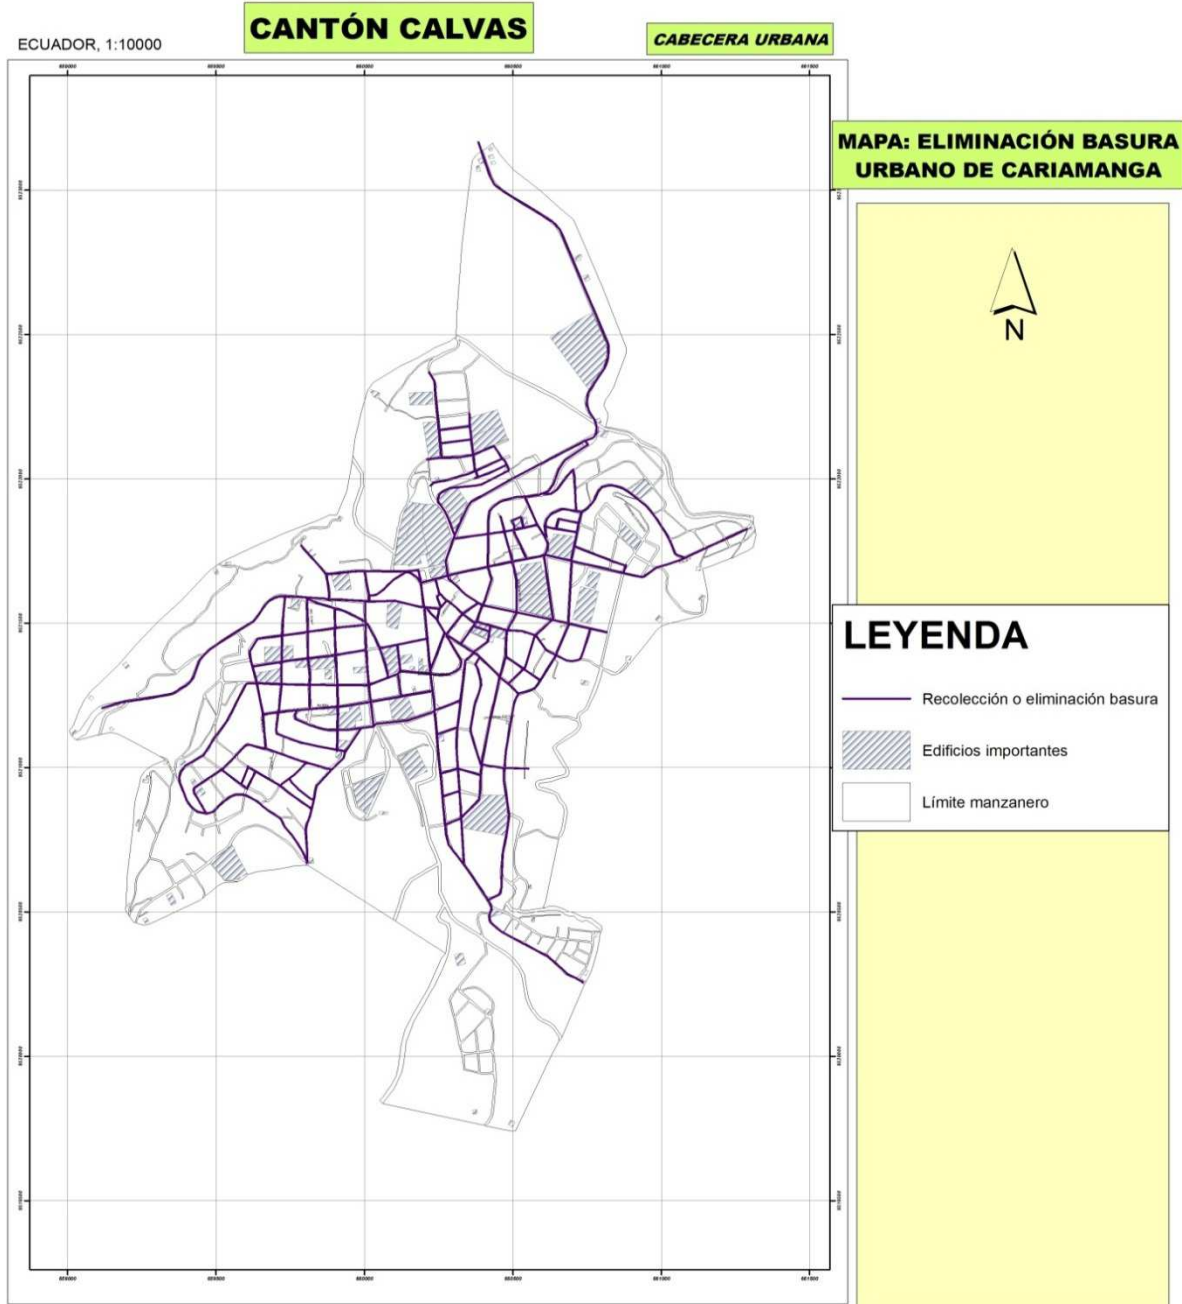 CANTÓN CALVAS
ECUADOR, 1:10000
CABECERA URBANA
MAPA: ELIMINACIÓN BASURA
URBANO DE CARIAMANGA
N
LEYENDA
Recolección o eliminación basura
Edificios importantes
Límite manzanero